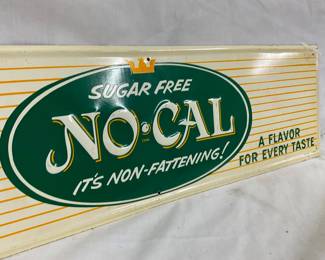 SUGAR FREE
NO-CAL
IT'S NON-FATTENING!
A FLAVOR
FOR EVERY TASTE